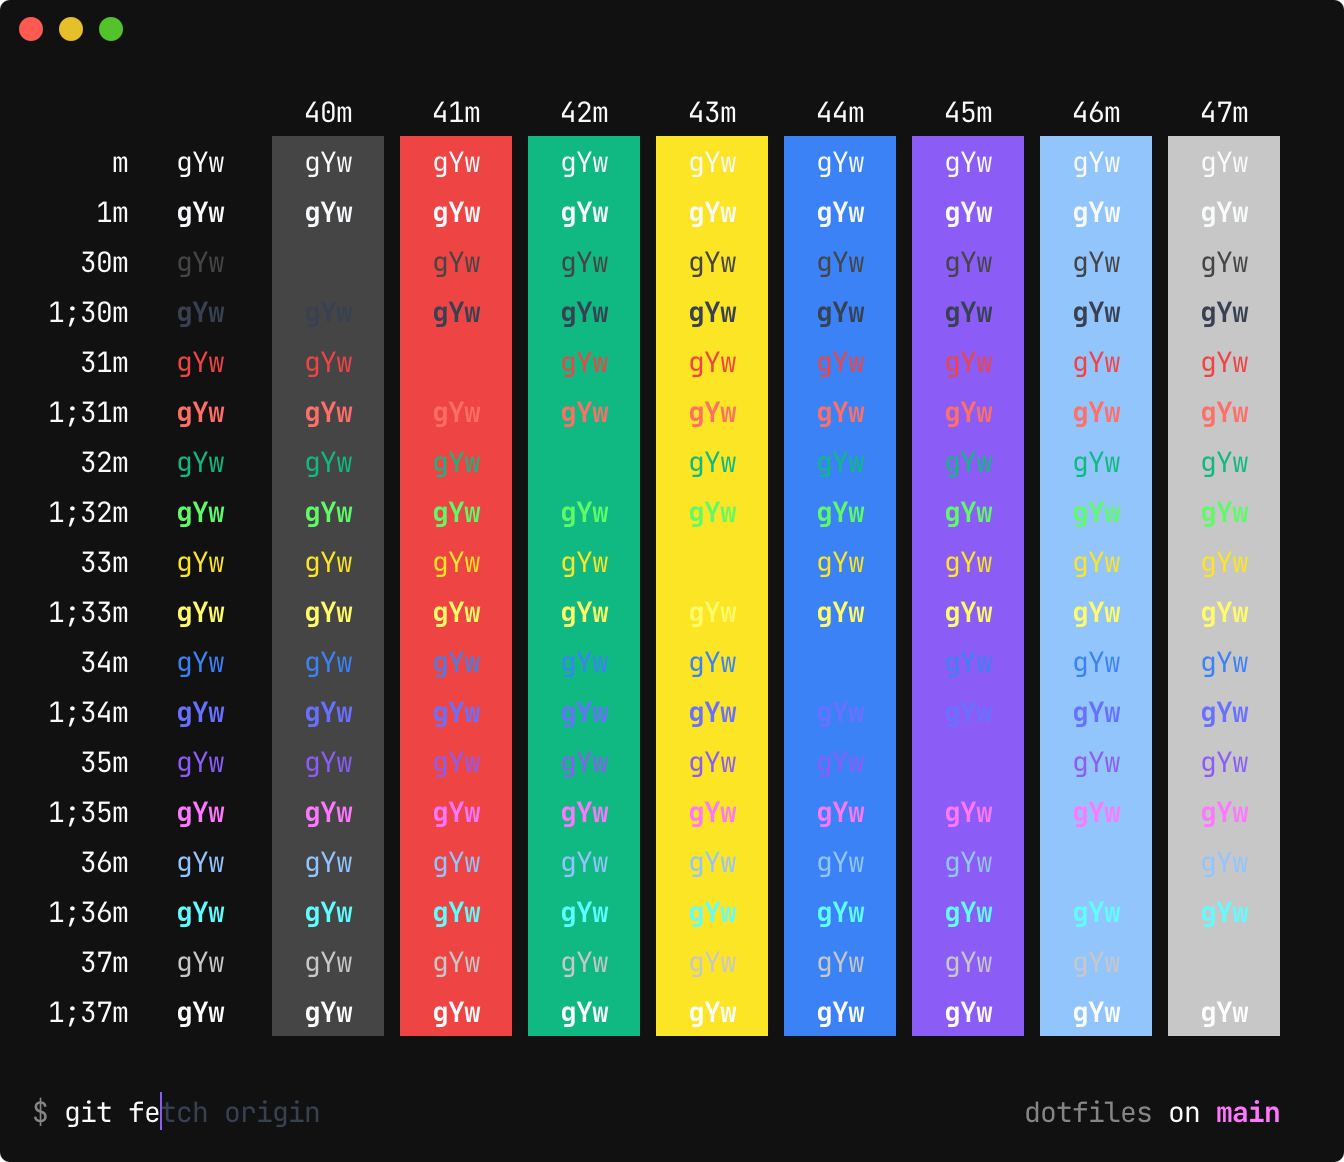 40m 41m 42m 43m 44m 45m 46m 47m
m gYw gYw gYw gYw gYw gYw gYw gYw gYw
1m gYw gYw gYw gYw gYw gYw gYw gYw gYw
30m gYw gYw gYw gYw gYw gYw gYw gYw
1;30m gYw gYw gYw gYw gYw gYw gYw gYw gYw
31m gYw gYw gYw gYw gYw gYw gYw gYw
1;31m gYw gYw gYw gYw gYw gYw gYw gYw gYw
32m gYw gYw gYw gYw gYw gYw gYw gYw
1;32m gYw gYw gYw gYw gYw gYw gYw gYw gYw
33m gYw gYw gYw gYw gYw gYw gYw gYw
1;33m gYw gYw gYw gYw gYw gYw gYw gYw gYw
34m gYw gYw gYw gYw gYw gYw gYw gYw
1;34m gYw gYw gYw gYw gYw gYw gYw gYw gYw
35m gYw gYw gYw gYw gYw gYw gYw gYw
1;35m gYw gYw gYw gYw gYw gYw gYw gYw gYw
36m gYw gYw gYw gYw gYw gYw gYw gYw
1;36m gYw gYw gYw gYw gYw gYw gYw gYw gYw
37m gYw gYw gYw gYw gYw gYw gYw gYw
1;37m gYw gYw gYw gYw gYw gYw gYw gYw gYw
$ git fetch origin dotfiles on main